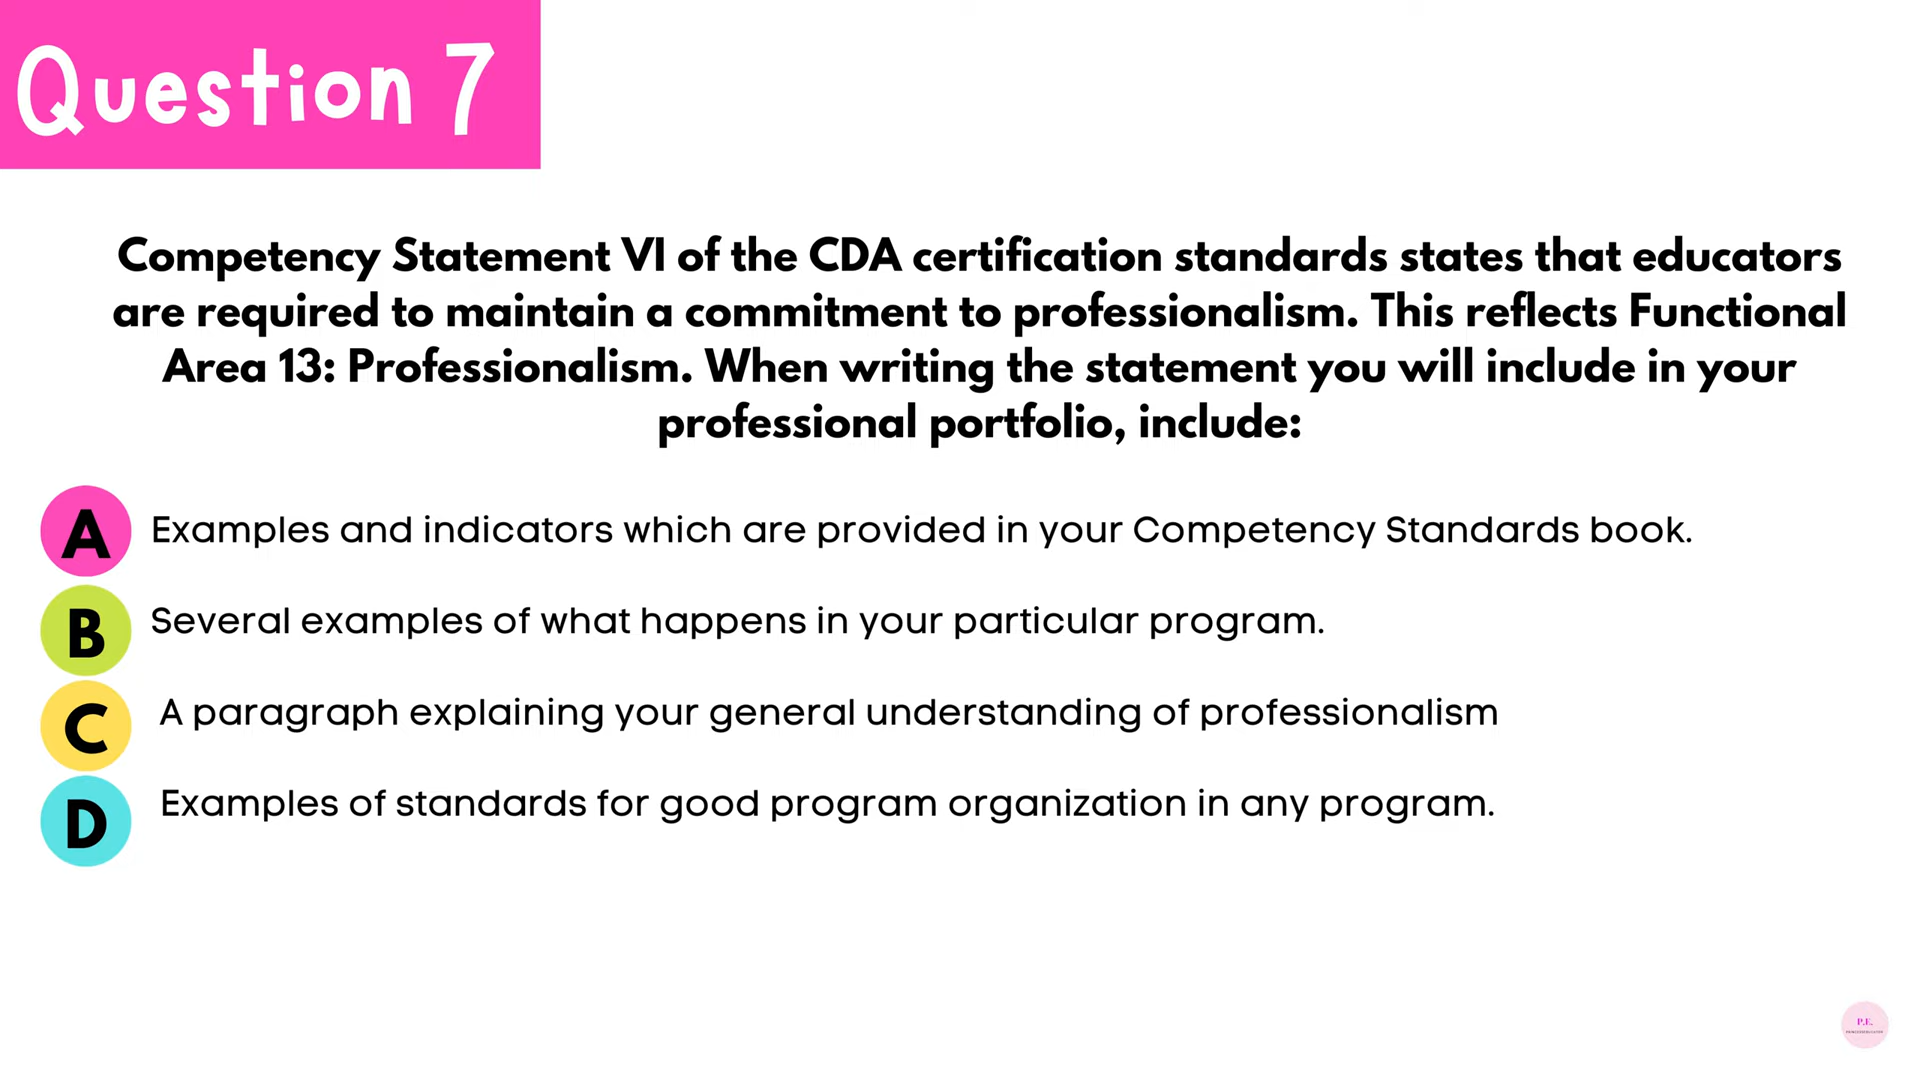 Question 7
Competency Statement VI of the CDA certification standards states that educators
are required to maintain a commitment to professionalism. This reflects Functional
Area 13: Professionalism. When writing the statement you will include in your
professional portfolio, include:
A Examples and indicators which are provided in your Competency Standards book.
B Several examples of what happens in your particular program.
C A paragraph explaining your general understanding of professionalism
D Examples of standards for good program organization in any program.
P.E.